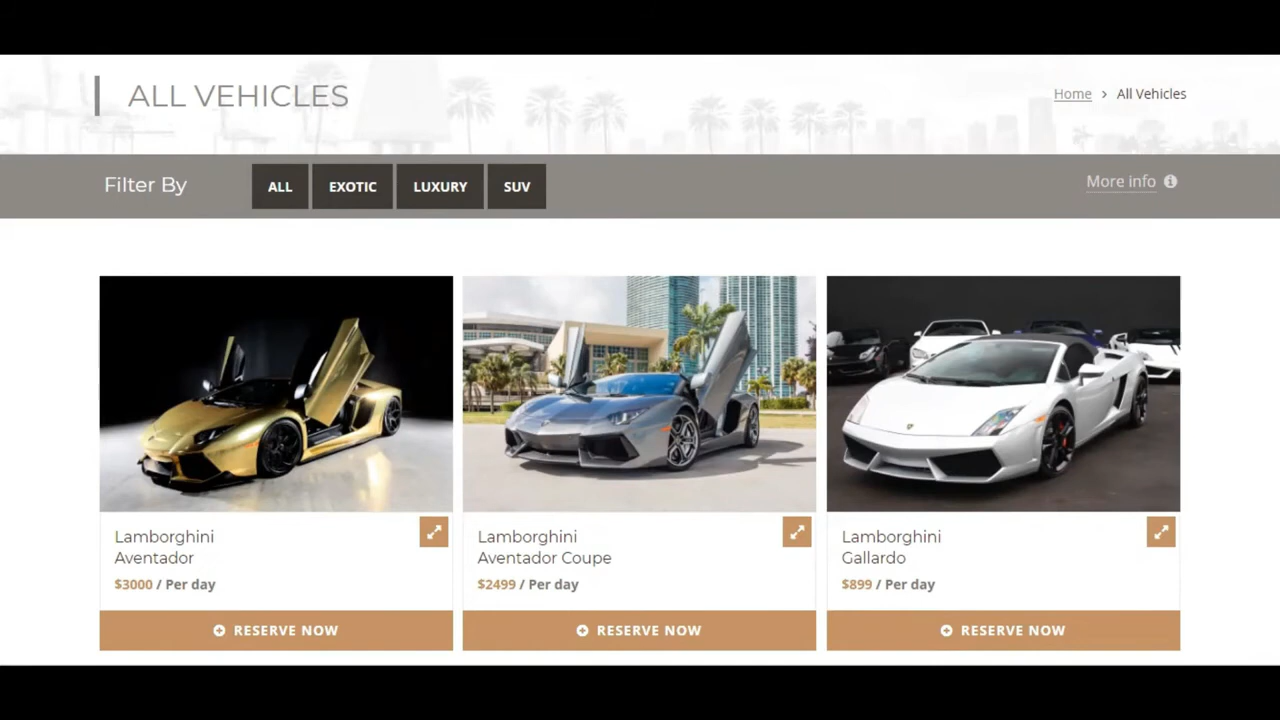 ALL VEHICLES
Home > All Vehicles
Filter By
ALL
EXOTIC
LUXURY
SUV
More info
Lamborghini
Aventador
$3000 / Per day
RESERVE NOW
Lamborghini
Aventador Coupe
$2499 / Per day
RESERVE NOW
Lamborghini
Gallardo
$899 / Per day
RESERVE NOW